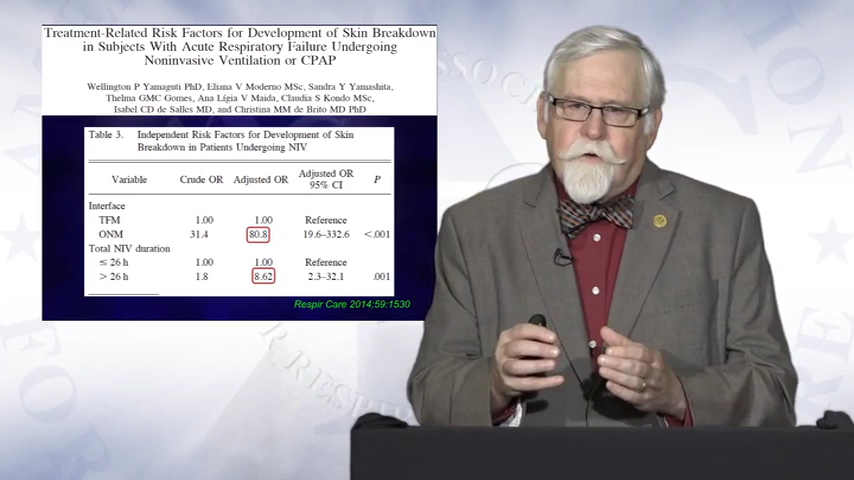 Treatment-Related Risk Factors for Development of Skin Breakdown
in Subjects With Acute Respiratory Failure Undergoing
Noninvasive Ventilation or CPAP
Wellington P Yamaguti PhD, Eliana V Moderno MSc, Sandra Y Yamashita,
Thelma GMC Gomes, Ana Lígia V Maida, Claudia S Kondo MSc,
Isabel CD de Salles MD, and Christina MM de Brito MD PhD
Table 3. Independent Risk Factors for Development of Skin
Breakdown in Patients Undergoing NIV
Variable Crude OR Adjusted OR Adjusted OR 95% CI P
Interface
TFM 1.00 1.00 Reference
ONM 31.4 80.8 19.6–332.6 <.001
Total NIV duration
≤ 26 h 1.00 1.00 Reference
> 26 h 1.8 8.62 2.3–32.1 .001
Respir Care 2014;59:1530